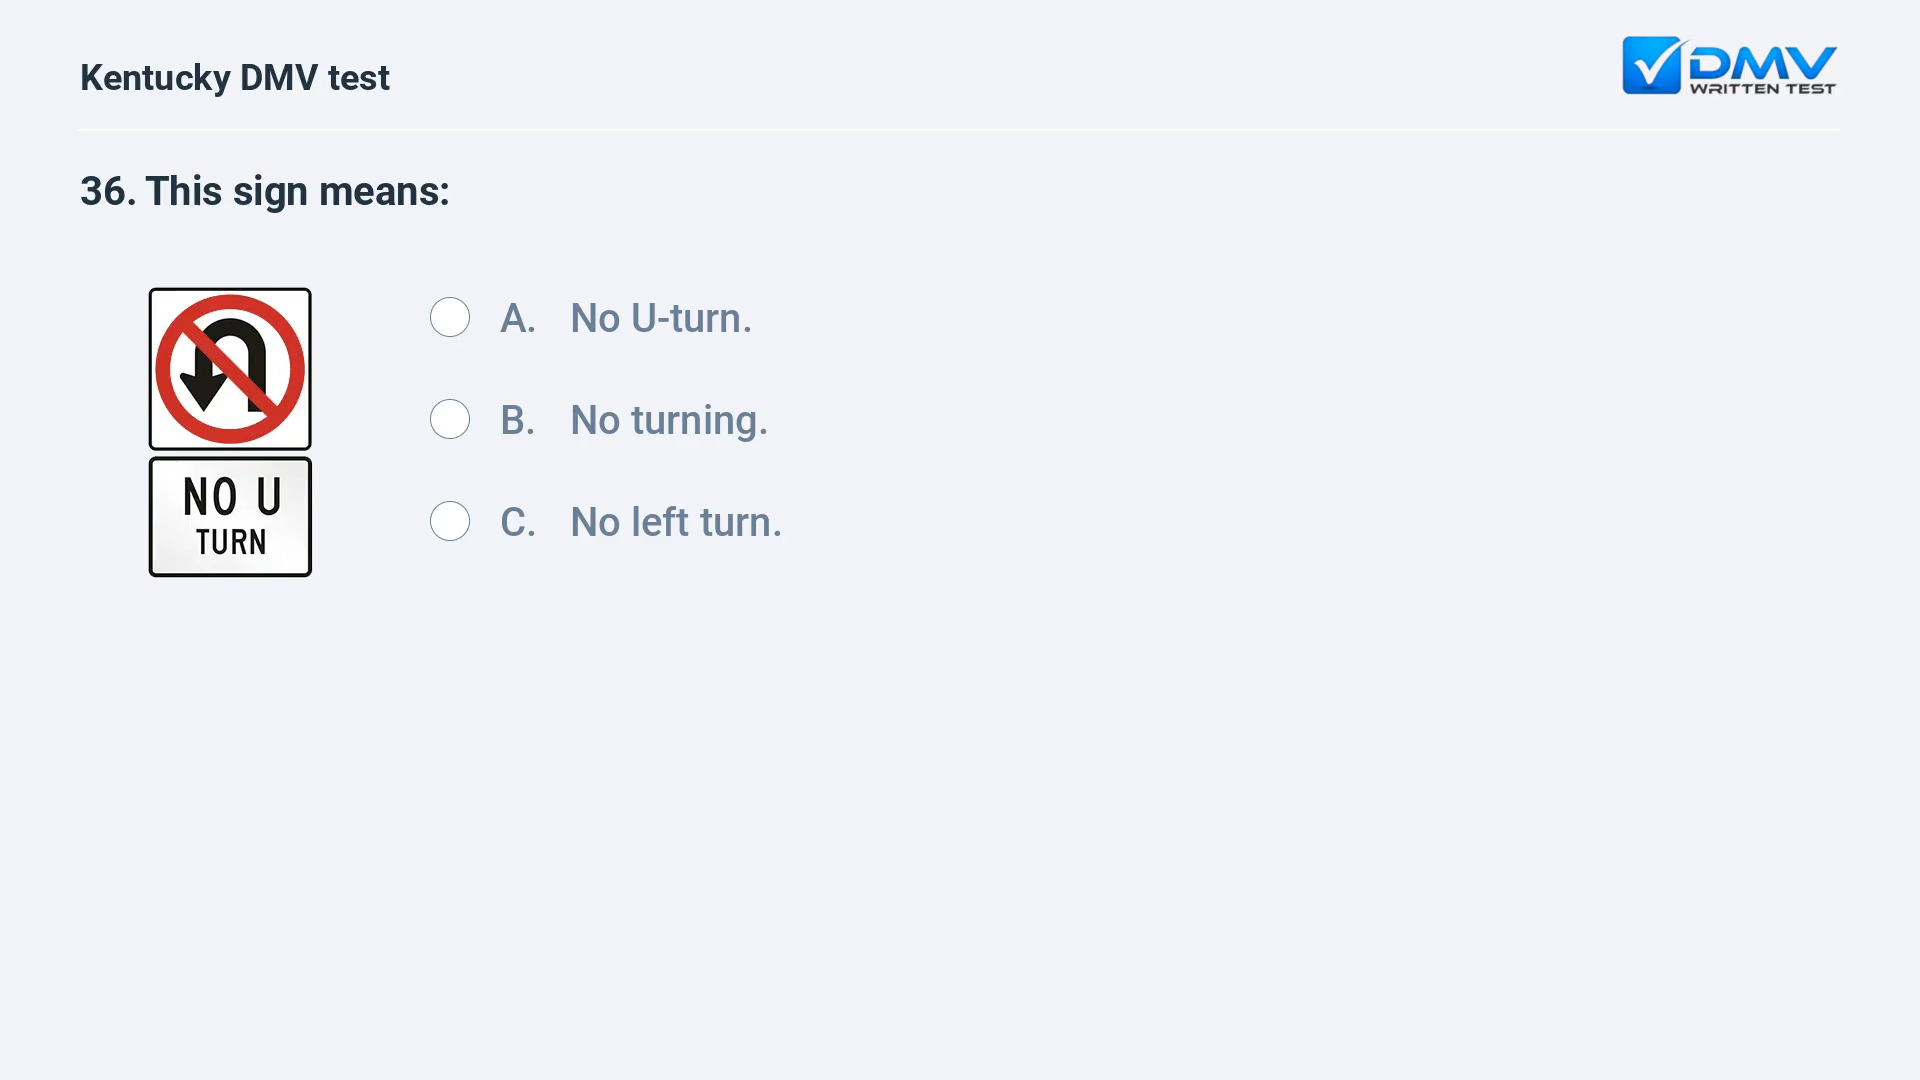 Kentucky DMV test
DMV
WRITTEN TEST
36. This sign means:
NO U
TURN
A. No U-turn.
B. No turning.
C. No left turn.